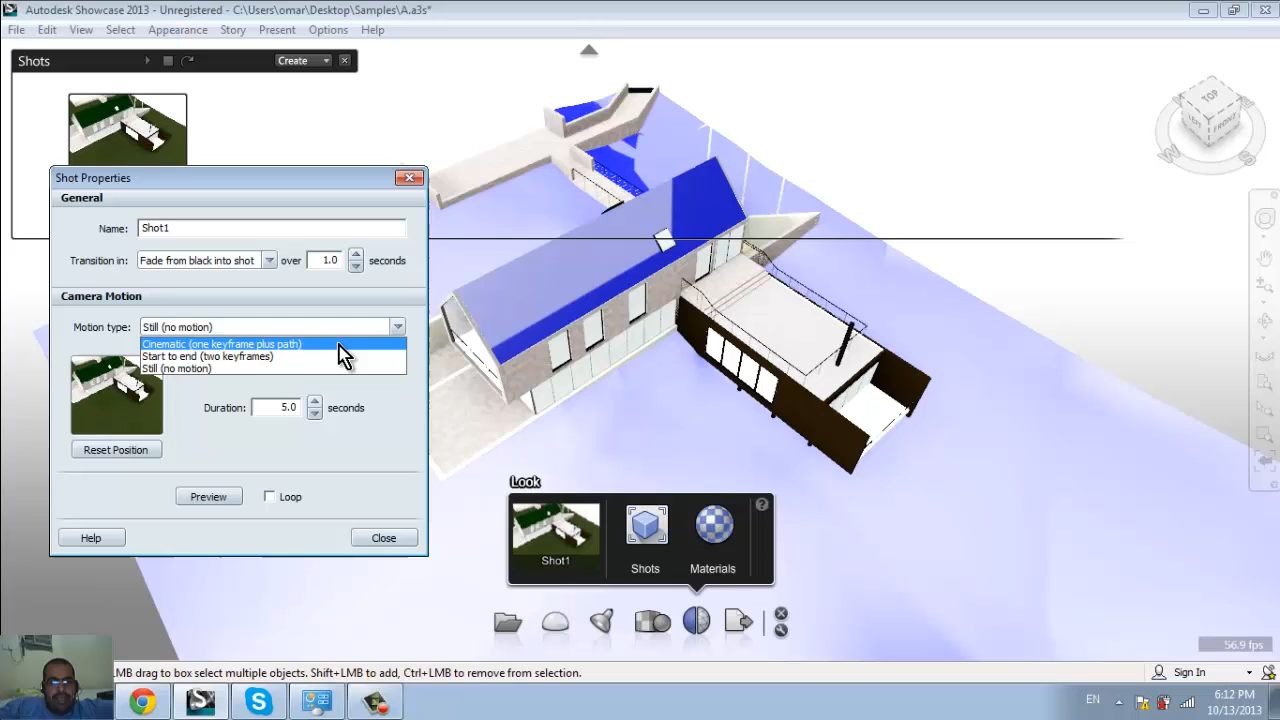 Autodesk Showcase 2013 - Unregistered - C:\Users\omar\Desktop\Samples\A.a3s*
File Edit View Select Appearance Story Present Options Help
Shots Create
Shot Properties
General
Name: Shot1
Transition in: Fade from black into shot over 1.0 seconds
Camera Motion
Motion type: Still (no motion)
Cinematic (one keyframe plus path)
Start to end (two keyframes)
Still (no motion)
Duration: 5.0 seconds
Reset Position
Preview Loop
Help Close
TOP
LEFT FRONT
W S
Look
?
Shot1 Shots Materials
56.9 fps
LMB drag to box select multiple objects. Shift+LMB to add, Ctrl+LMB to remove from selection.
Sign In
EN
6:12 PM
10/13/2013